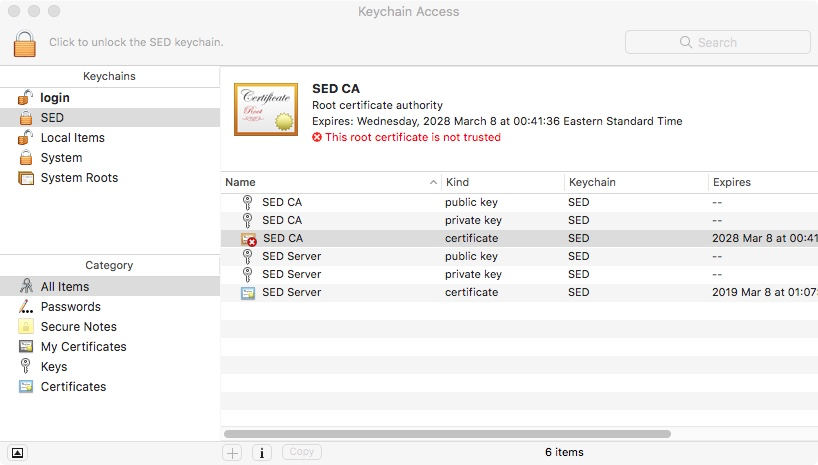 Keychain Access
Click to unlock the SED keychain.
Search
Keychains
login
SED
Local Items
System
System Roots
Category
All Items
Passwords
Secure Notes
My Certificates
Keys
Certificates
Certificate
Root
SED CA
Root certificate authority
Expires: Wednesday, 2028 March 8 at 00:41:36 Eastern Standard Time
This root certificate is not trusted
Name Kind Keychain Expires
SED CA public key SED --
SED CA private key SED --
SED CA certificate SED 2028 Mar 8 at 00:41
SED Server public key SED --
SED Server private key SED --
SED Server certificate SED 2019 Mar 8 at 01:07:
Copy
6 items